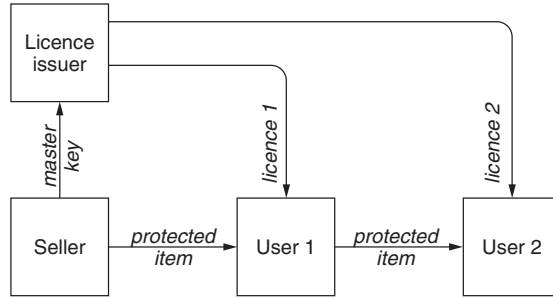 Licence
issuer
master
key
licence 1
licence 2
Seller
protected
item
User 1
protected
item
User 2